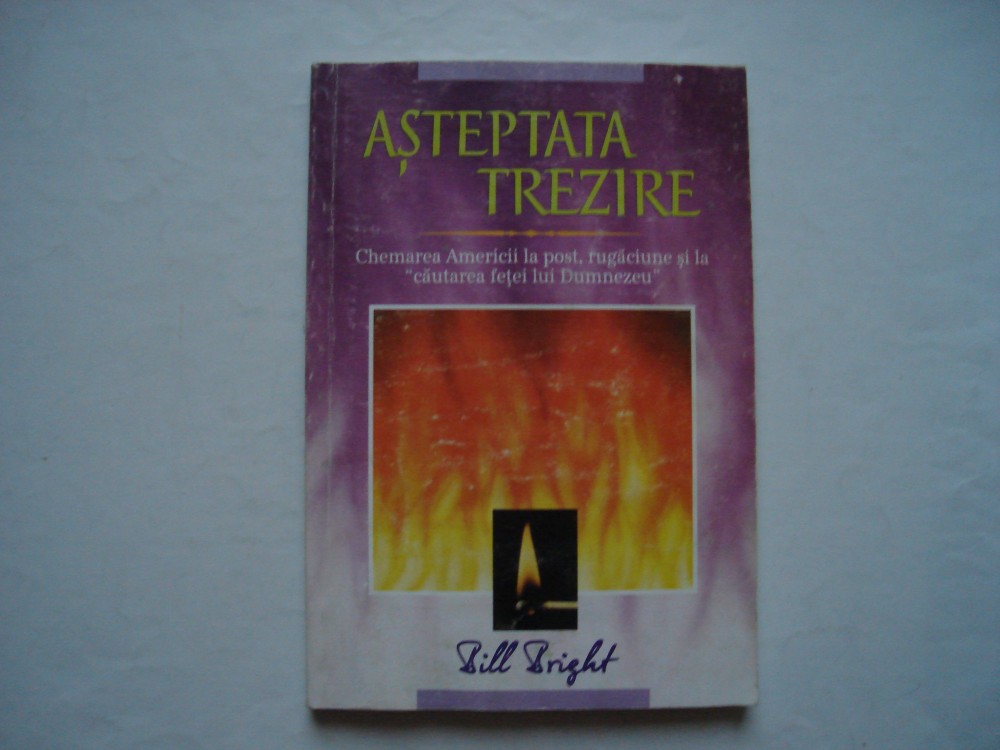 AȘTEPTATA
TREZIRE
Chemarea Americii la post, rugăciune și la
"căutarea feței lui Dumnezeu"
Bill Bright